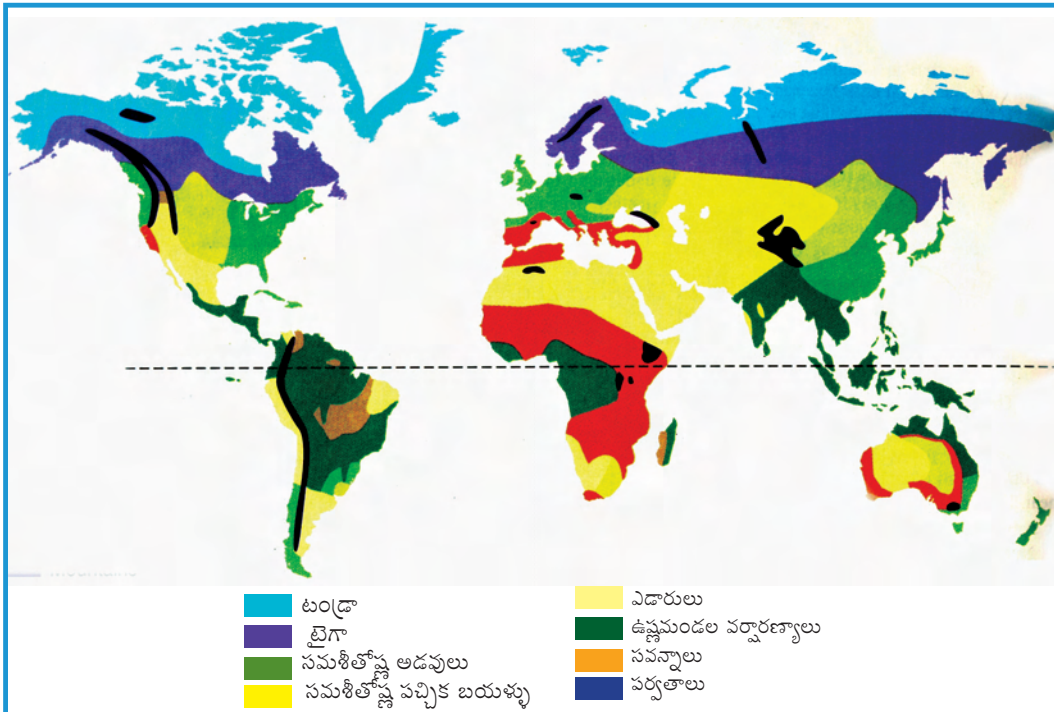 టండ్రా
టైగా
సమశీతోష్ణ అడవులు
సమశీతోష్ణ పచ్చిక బయళ్ళు
ఎడారులు
ఉష్ణమండల వర్షారణ్యాలు
సవన్నాలు
పర్వతాలు